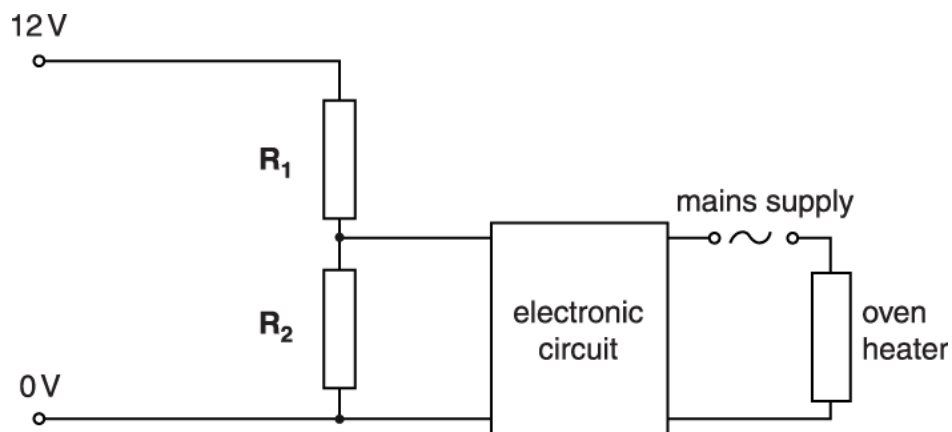 12 V
R1
mains supply
electronic
circuit
oven
heater
R2
0 V